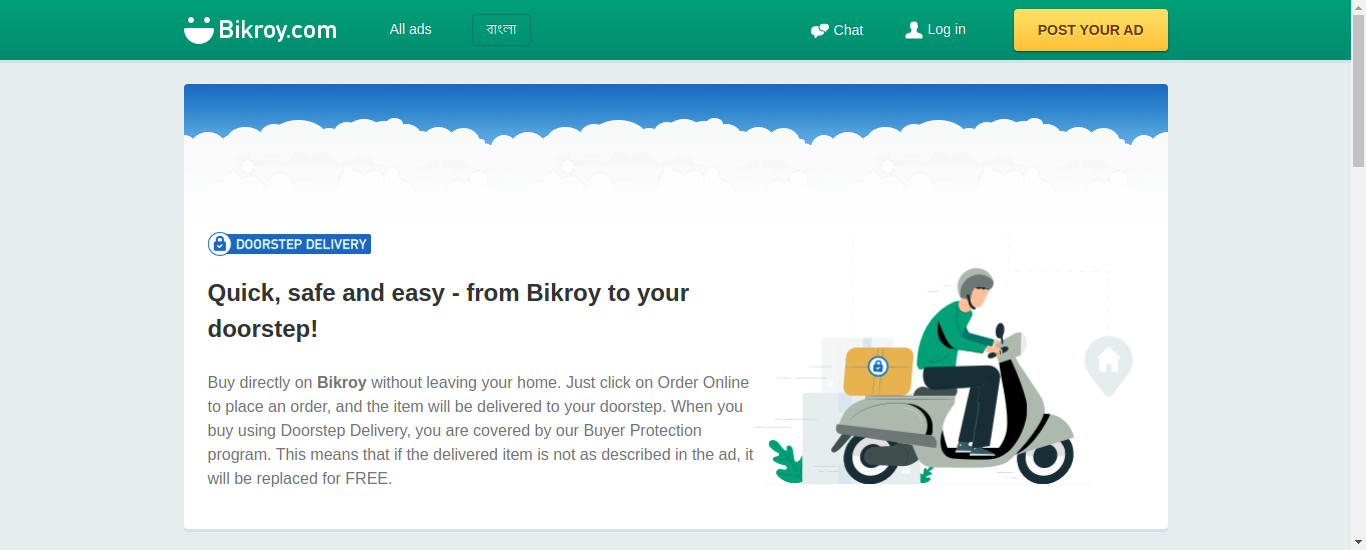 Bikroy.com
All ads
বাংলা
Chat
Log in
POST YOUR AD
DOORSTEP DELIVERY
Quick, safe and easy - from Bikroy to your
doorstep!
Buy directly on Bikroy without leaving your home. Just click on Order Online
to place an order, and the item will be delivered to your doorstep. When you
buy using Doorstep Delivery, you are covered by our Buyer Protection
program. This means that if the delivered item is not as described in the ad, it
will be replaced for FREE.